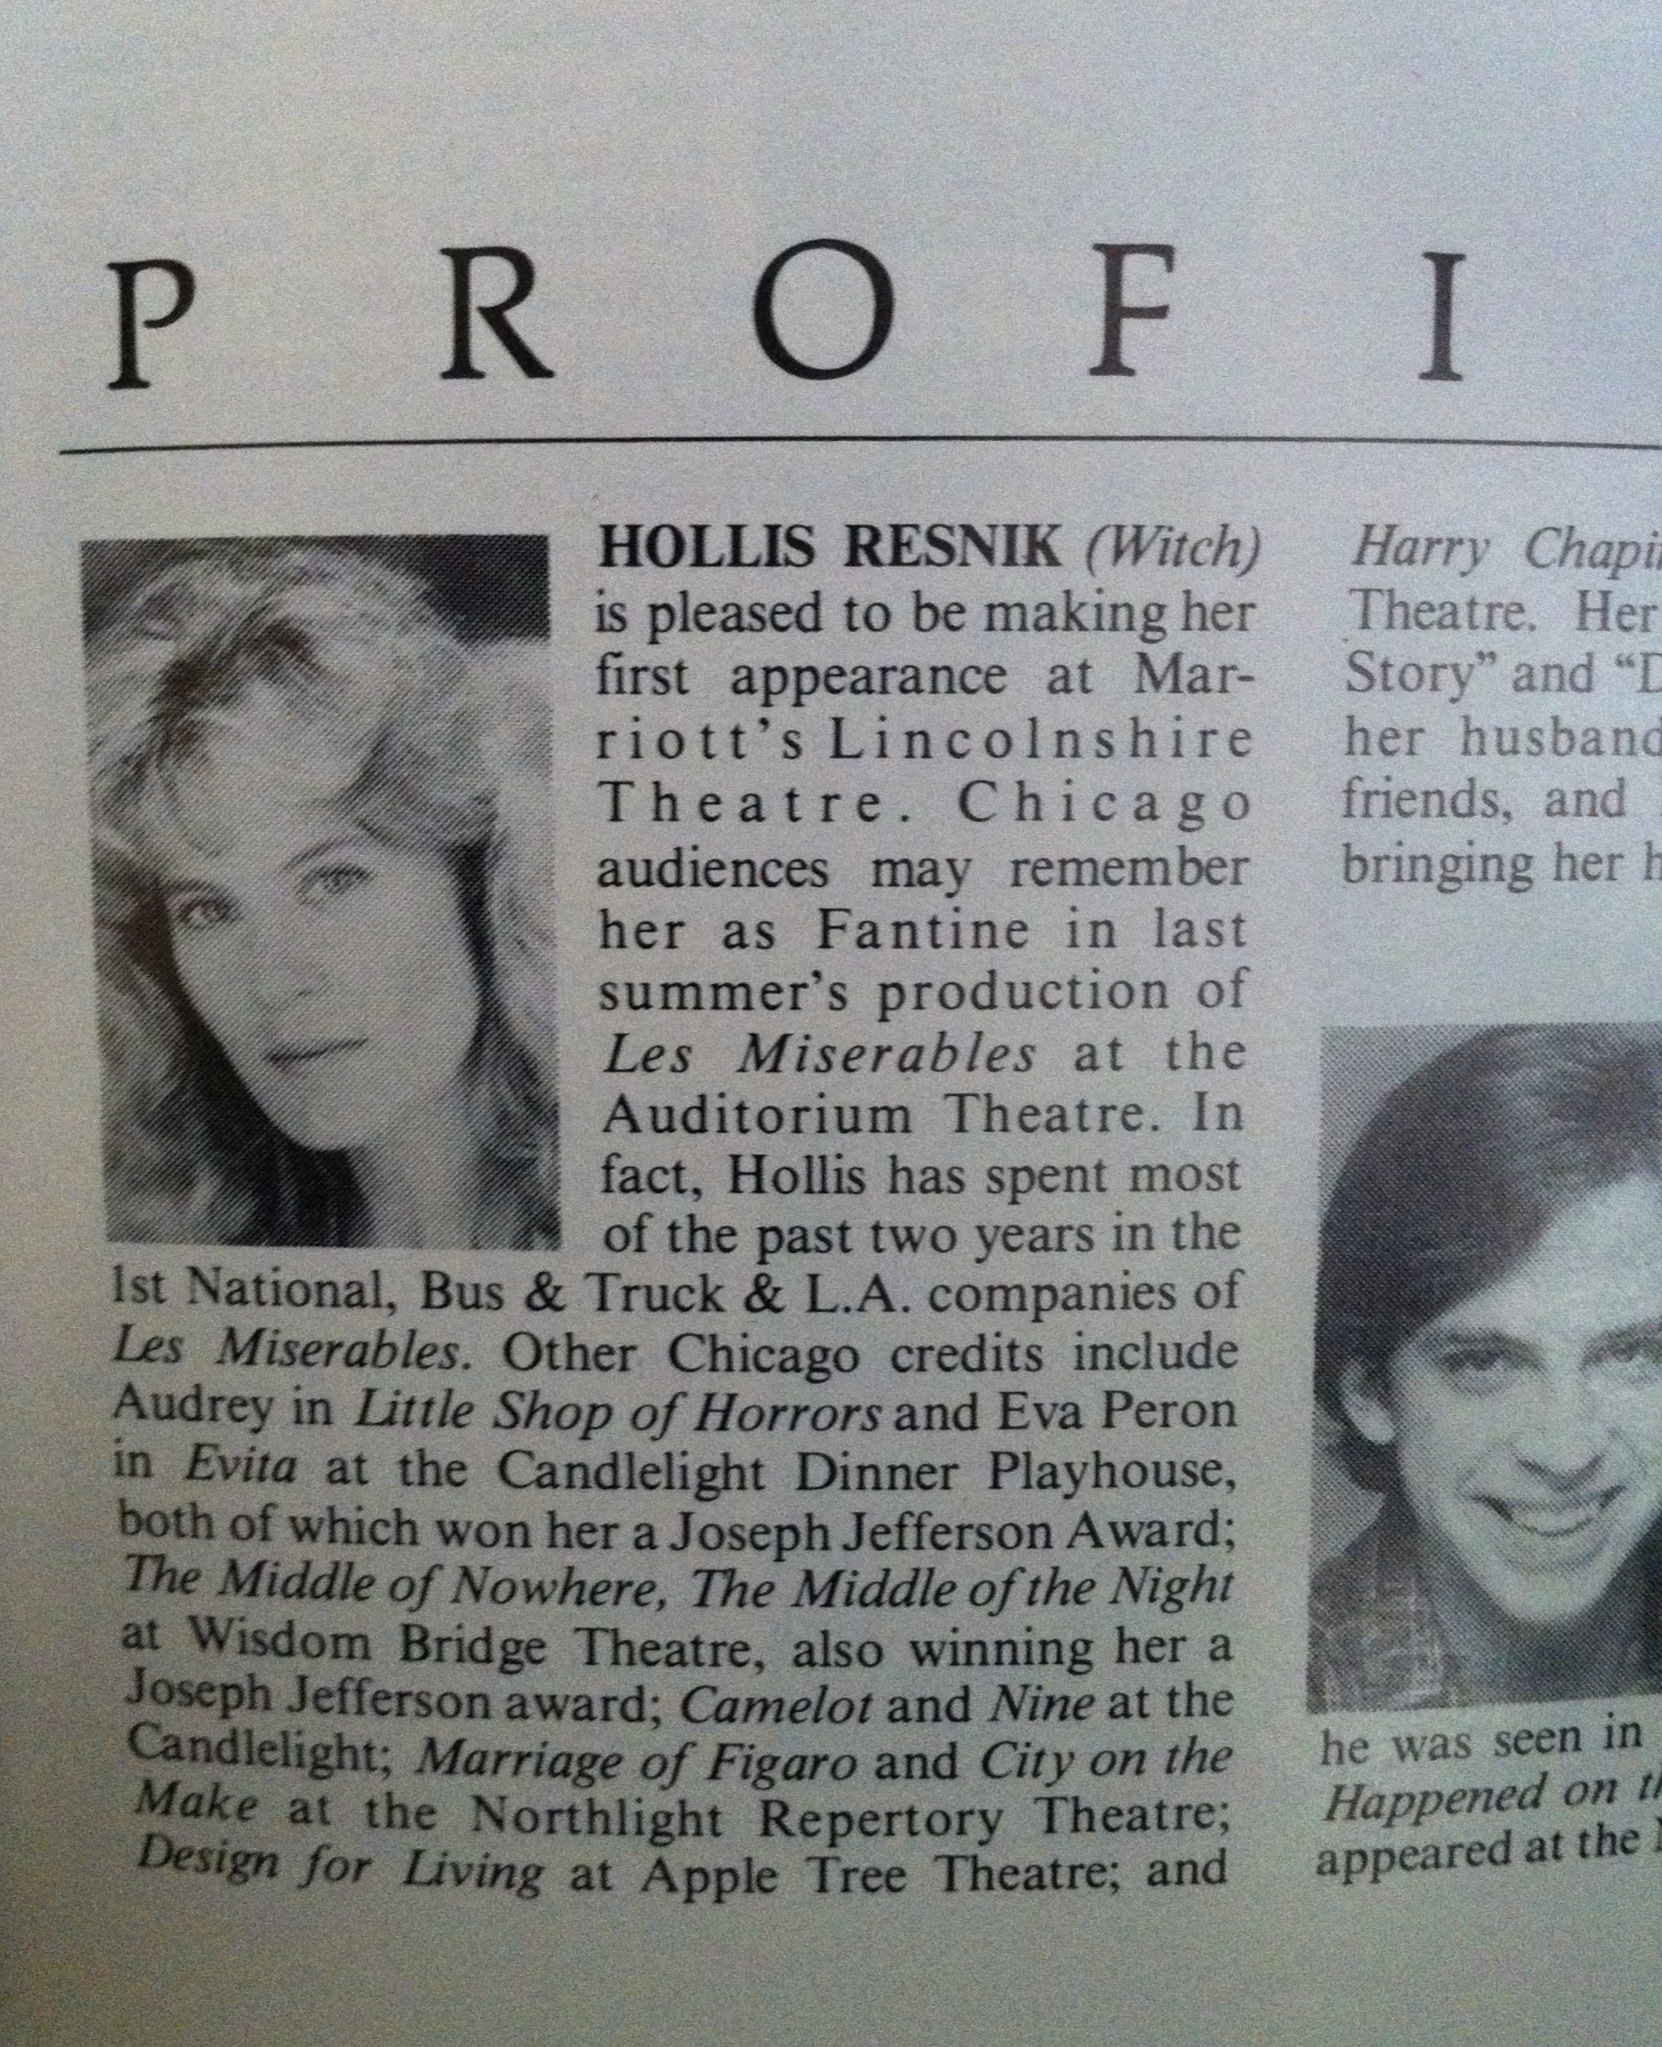 P R O F I
HOLLIS RESNIK (Witch)
is pleased to be making her
first appearance at Mar-
riott's Lincolnshire
Theatre. Chicago
audiences may remember
her as Fantine in last
summer's production of
Les Miserables at the
Auditorium Theatre. In
fact, Hollis has spent most
of the past two years in the
1st National, Bus & Truck & L.A. companies of
Les Miserables. Other Chicago credits include
Audrey in Little Shop of Horrors and Eva Peron
in Evita at the Candlelight Dinner Playhouse,
both of which won her a Joseph Jefferson Award;
The Middle of Nowhere, The Middle of the Night
at Wisdom Bridge Theatre, also winning her a
Joseph Jefferson award; Camelot and Nine at the
Candlelight; Marriage of Figaro and City on the
Make at the Northlight Repertory Theatre;
Design for Living at Apple Tree Theatre; and
Harry
Theatre. Her
Story" and
her husband
friends, and
bringing her
he was seen in
Happened on
appeared at the